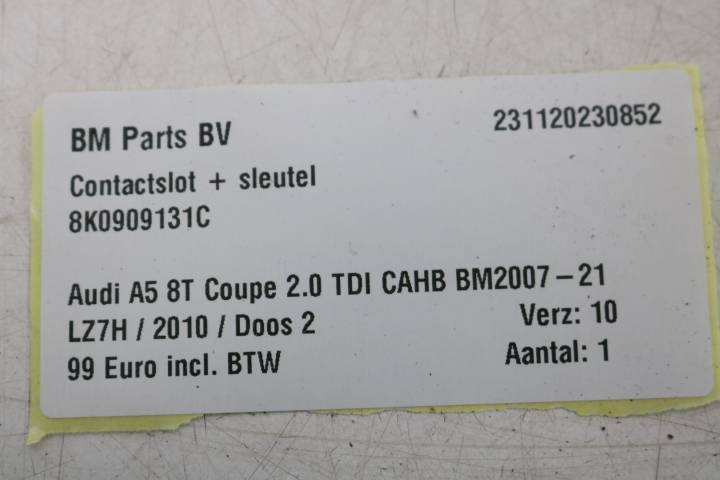 BM Parts BV 231120230852
Contactslot + sleutel
8K0909131C
Audi A5 8T Coupe 2.0 TDI CAHB BM2007-21
LZ7H / 2010 / Doos 2 Verz: 10
99 Euro incl. BTW Aantal: 1